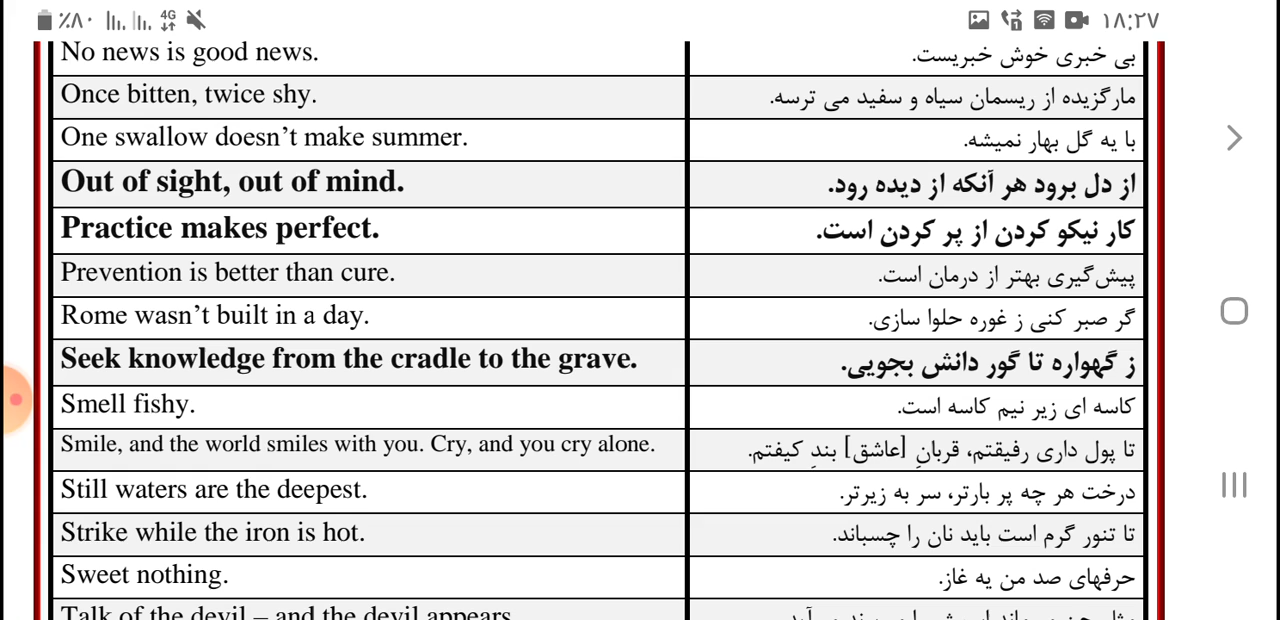 ٪۸۰ 4G ۱۸:۲۷
No news is good news. بی خبری خوش خبریست.
Once bitten, twice shy. مارگزیده از ریسمان سیاه و سفید می ترسه.
One swallow doesn’t make summer. با یه گل بهار نمیشه.
Out of sight, out of mind. از دل برود هر آنکه از دیده رود.
Practice makes perfect. کار نیکو کردن از پر کردن است.
Prevention is better than cure. پیش‌گیری بهتر از درمان است.
Rome wasn’t built in a day. گر صبر کنی ز غوره حلوا سازی.
Seek knowledge from the cradle to the grave. ز گهواره تا گور دانش بجویی.
Smell fishy. کاسه ای زیر نیم کاسه است.
Smile, and the world smiles with you. Cry, and you cry alone. تا پول داری رفیقتم، قربانِ [عاشق] بندِ کیفتم.
Still waters are the deepest. درخت هر چه پر بارتر، سر به زیرتر.
Strike while the iron is hot. تا تنور گرم است باید نان را چسباند.
Sweet nothing. حرفهای صد من یه غاز.
Talk of the devil – and the devil appears